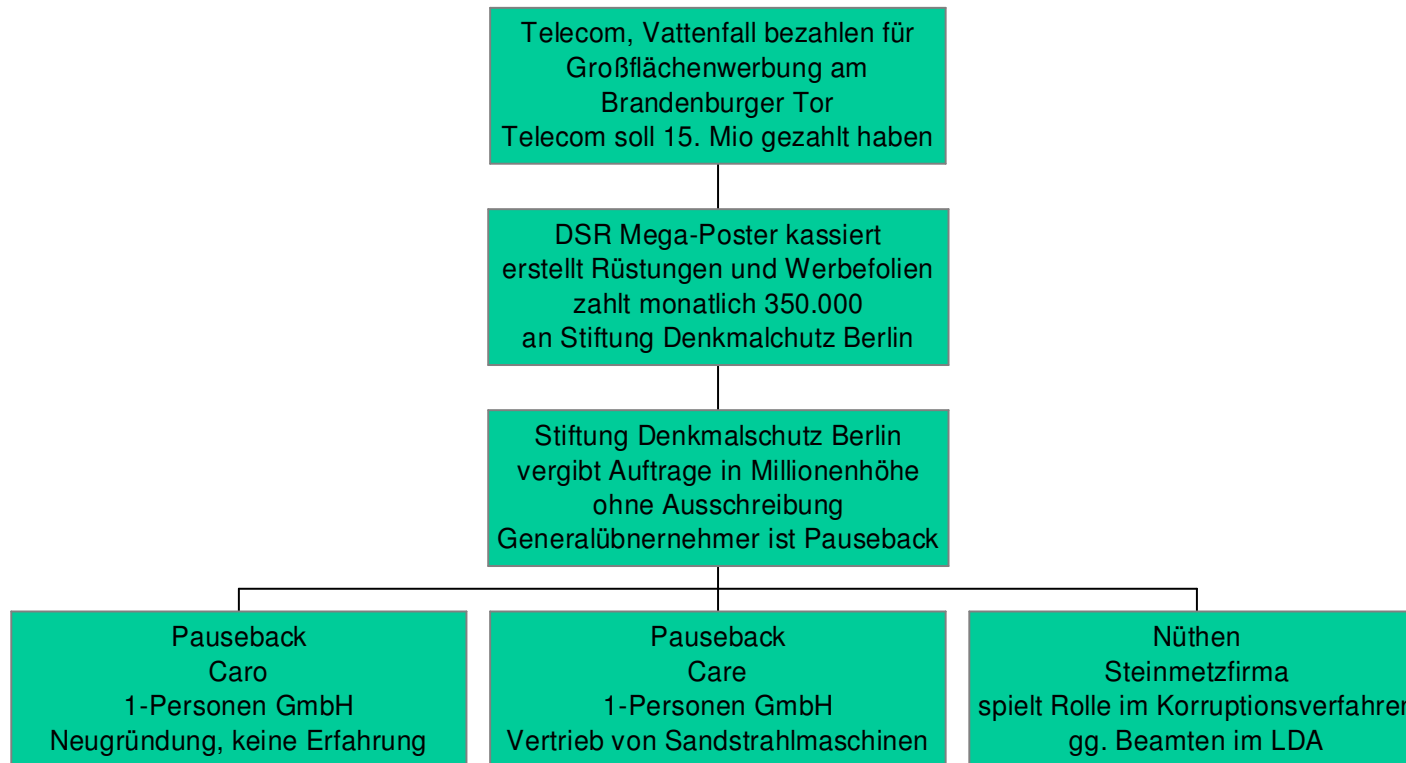 Telecom, Vattenfall bezahlen für
Großflächenwerbung am
Brandenburger Tor
Telecom soll 15. Mio gezahlt haben
DSR Mega-Poster kassiert
erstellt Rüstungen und Werbefolien
zahlt monatlich 350.000
an Stiftung Denkmalchutz Berlin
Stiftung Denkmalschutz Berlin
vergibt Auftrage in Millionenhöhe
ohne Ausschreibung
Generalübnernehmer ist Pauseback
Pauseback
Caro
1-Personen GmbH
Neugründung, keine Erfahrung
Pauseback
Care
1-Personen GmbH
Vertrieb von Sandstrahlmaschinen
Nüthen
Steinmetzfirma
spielt Rolle im Korruptionsverfahren
gg. Beamten im LDA